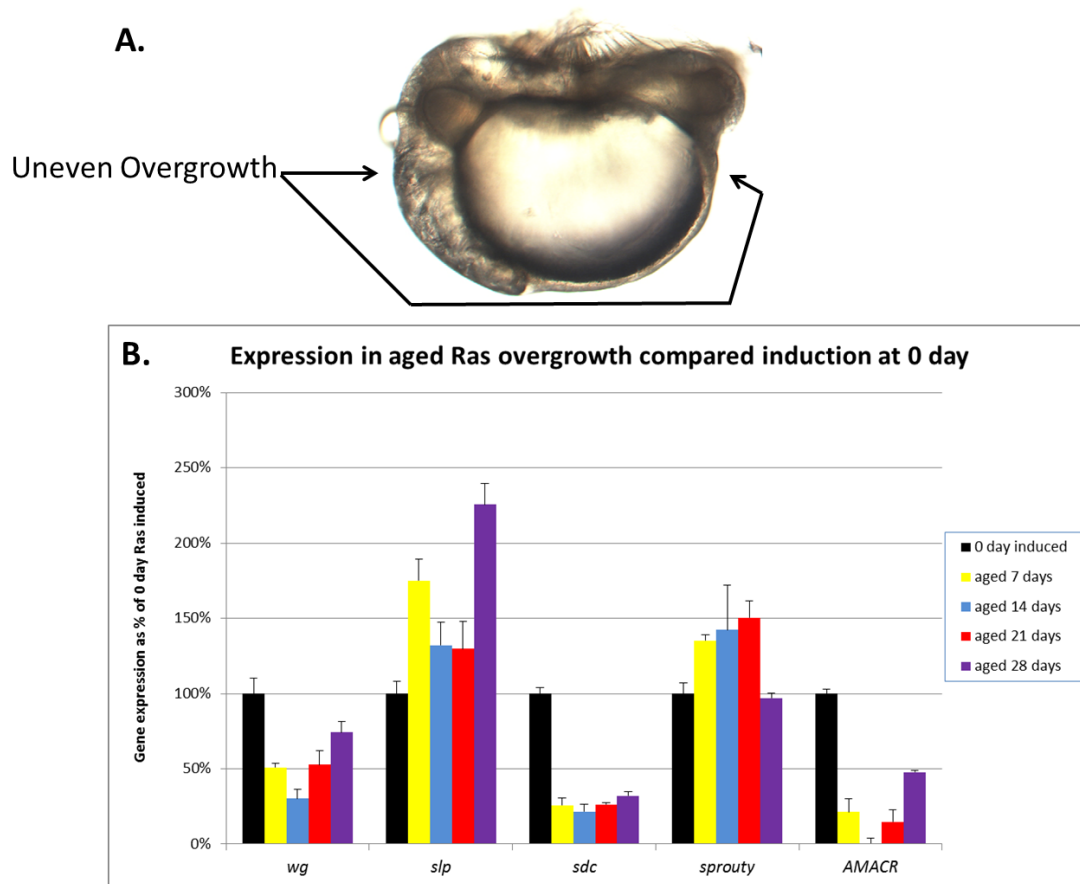 A.
Uneven Overgrowth
B.
Expression in aged Ras overgrowth compared induction at 0 day
Gene expression as % of 0 day Ras induced
300%
250%
200%
150%
100%
50%
0%
wg
slp
sdc
sprouty
AMACR
0 day induced
aged 7 days
aged 14 days
aged 21 days
aged 28 days